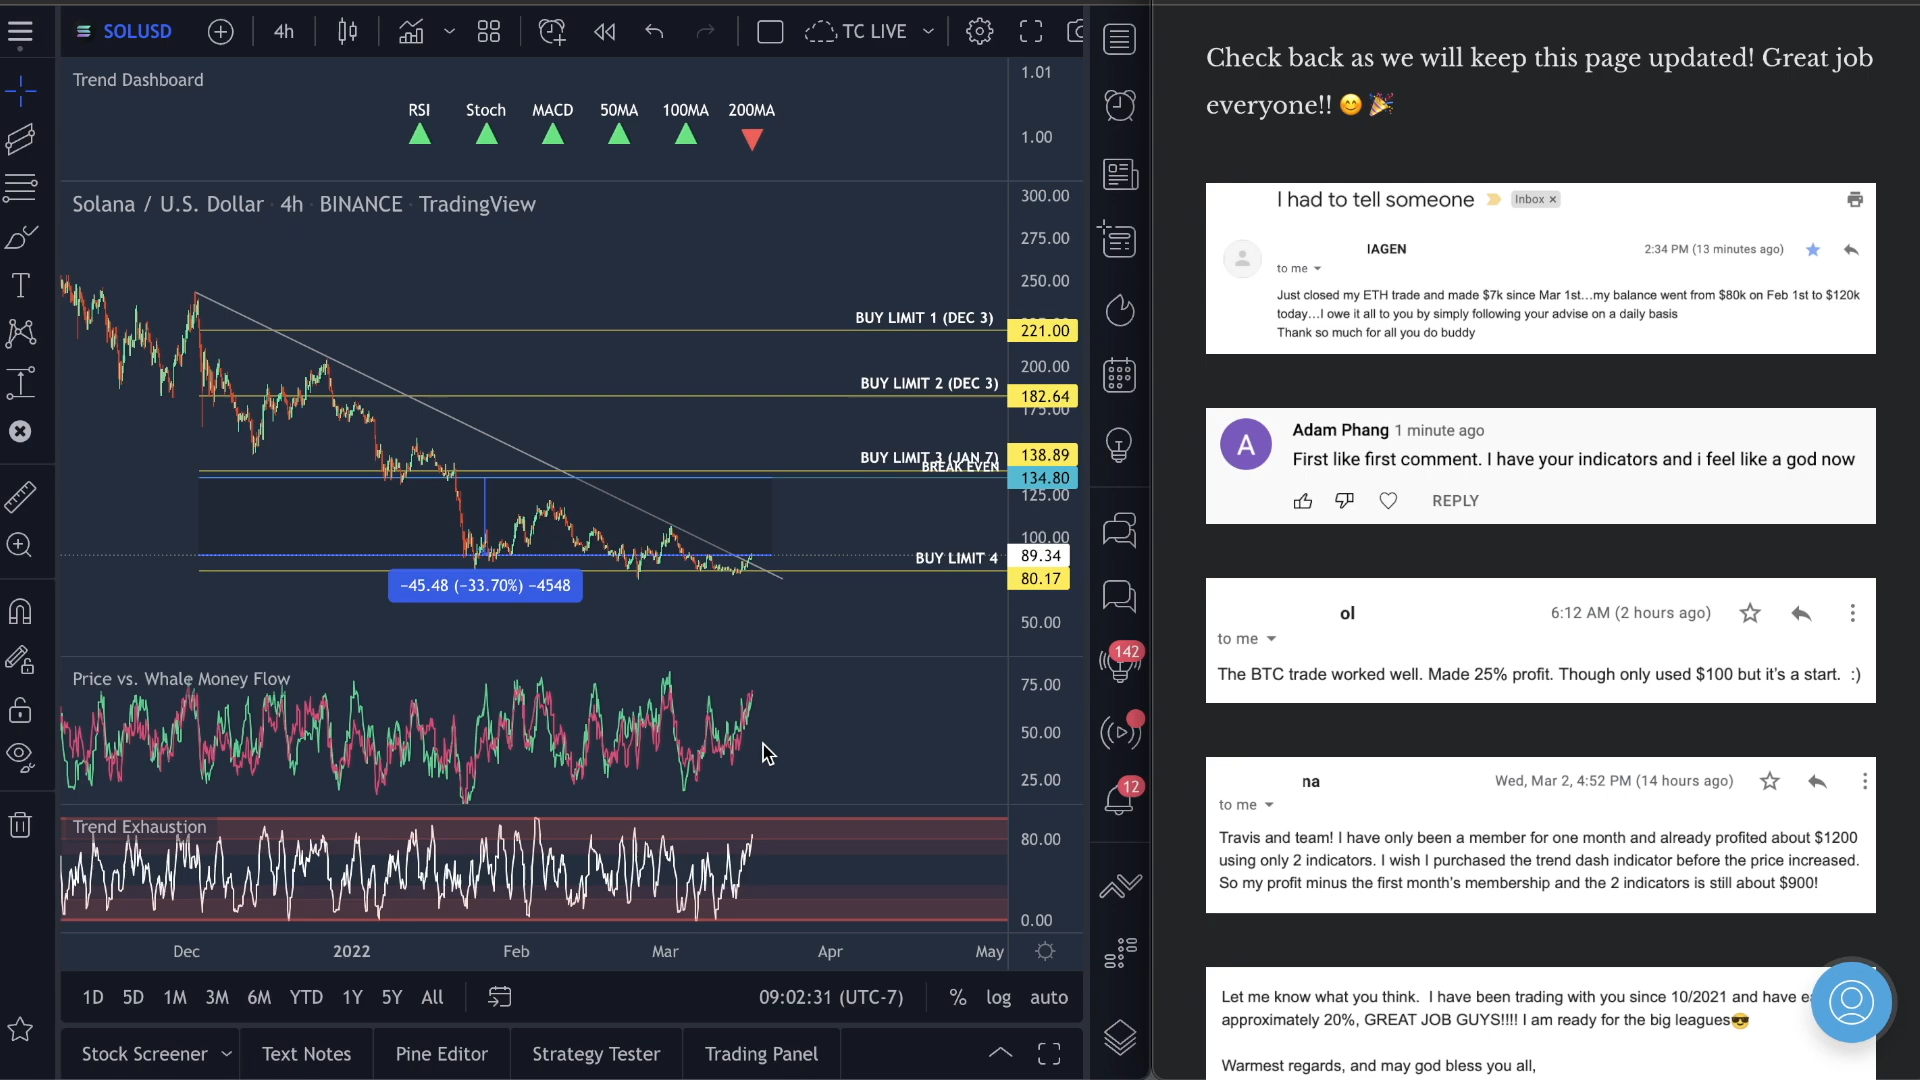 SOLUSD
4h
TC LIVE
Trend Dashboard
RSI Stoch MACD 50MA 100MA 200MA
1.01
1.00
Solana / U.S. Dollar · 4h · BINANCE · TradingView
300.00
275.00
250.00
BUY LIMIT 1 (DEC 3)
221.00
200.00
BUY LIMIT 2 (DEC 3)
182.64
175.00
BUY LIMIT 3 (JAN 7)
138.89
BREAK EVEN
134.80
125.00
100.00
BUY LIMIT 4
89.34
80.17
−45.48 (−33.70%) −4548
50.00
Price vs. Whale Money Flow
75.00
50.00
25.00
Trend Exhaustion
80.00
0.00
Dec 2022 Feb Mar Apr May
1D 5D 1M 3M 6M YTD 1Y 5Y All
09:02:31 (UTC-7)
% log auto
Stock Screener
Text Notes
Pine Editor
Strategy Tester
Trading Panel
142
12
Check back as we will keep this page updated! Great job
everyone!! 😊 🎉
I had to tell someone
Inbox ×
IAGEN
2:34 PM (13 minutes ago)
to me
Just closed my ETH trade and made $7k since Mar 1st…my balance went from $80k on Feb 1st to $120k
today…I owe it all to you by simply following your advise on a daily basis
Thank so much for all you do buddy
A
Adam Phang 1 minute ago
First like first comment. I have your indicators and i feel like a god now
REPLY
ol
6:12 AM (2 hours ago)
to me
The BTC trade worked well. Made 25% profit. Though only used $100 but it's a start. :)
na
Wed, Mar 2, 4:52 PM (14 hours ago)
to me
Travis and team! I have only been a member for one month and already profited about $1200
using only 2 indicators. I wish I purchased the trend dash indicator before the price increased.
So my profit minus the first month's membership and the 2 indicators is still about $900!
Let me know what you think. I have been trading with you since 10/2021 and have
approximately 20%, GREAT JOB GUYS!!!! I am ready for the big leagues😎
Warmest regards, and may god bless you all,